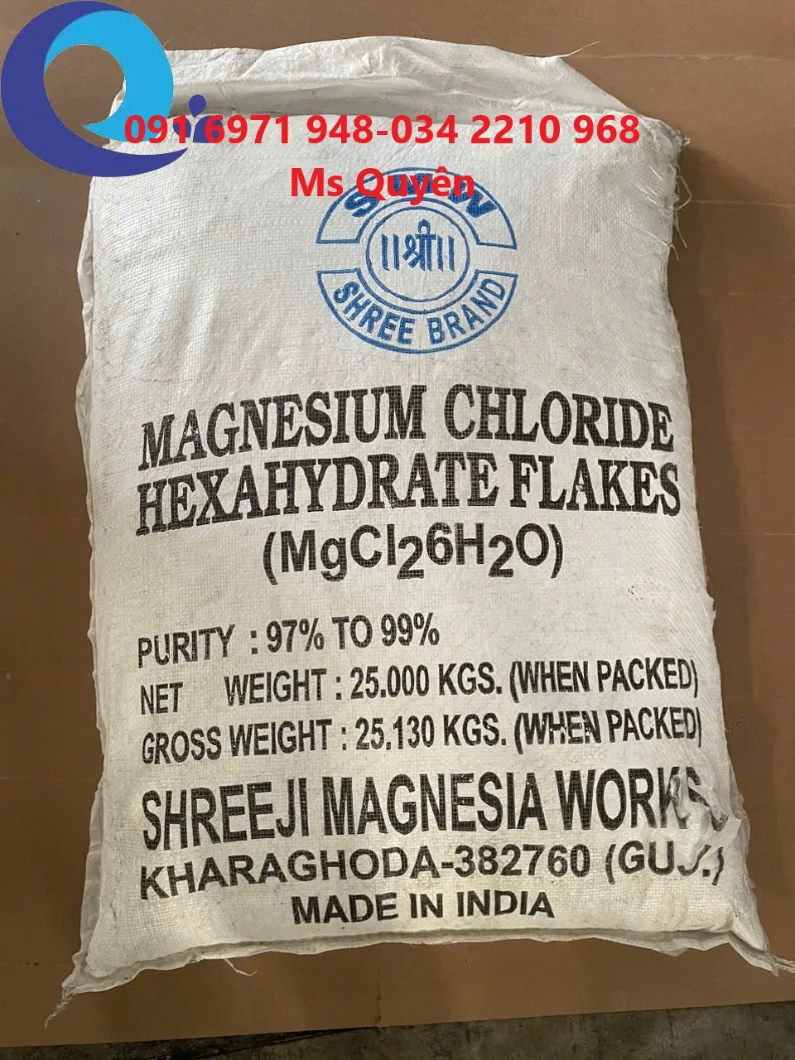 091 6971 948-034 2210 968
Ms Quyên
SMW
||श्री||
SHREE BRAND
MAGNESIUM CHLORIDE
HEXAHYDRATE FLAKES
(MgCl26H2O)
PURITY : 97% TO 99%
NET WEIGHT : 25.000 KGS. (WHEN PACKED)
GROSS WEIGHT : 25.130 KGS. (WHEN PACKED)
SHREEJI MAGNESIA WORKS
KHARAGHODA-382760 (GUJ.)
MADE IN INDIA